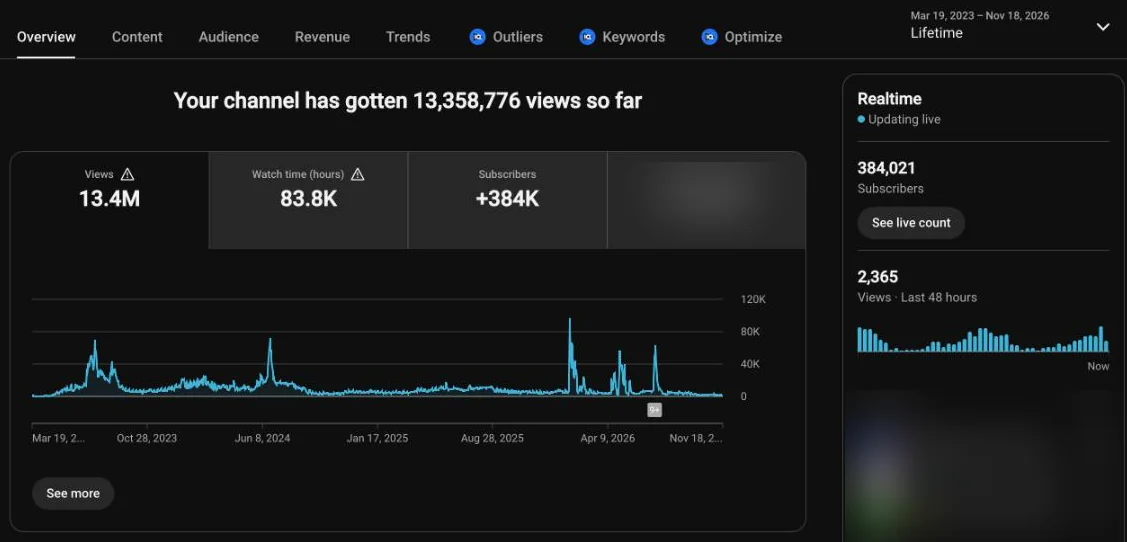 Overview Content Audience Revenue Trends Outliers Keywords Optimize
Mar 19, 2023 – Nov 18, 2026
Lifetime
Your channel has gotten 13,358,776 views so far
Views
13.4M
Watch time (hours)
83.8K
Subscribers
+384K
120K
80K
40K
0
9+
Mar 19, 2... Oct 28, 2023 Jun 8, 2024 Jan 17, 2025 Aug 28, 2025 Apr 9, 2026 Nov 18, 2...
See more
Realtime
Updating live
384,021
Subscribers
See live count
2,365
Views · Last 48 hours
Now